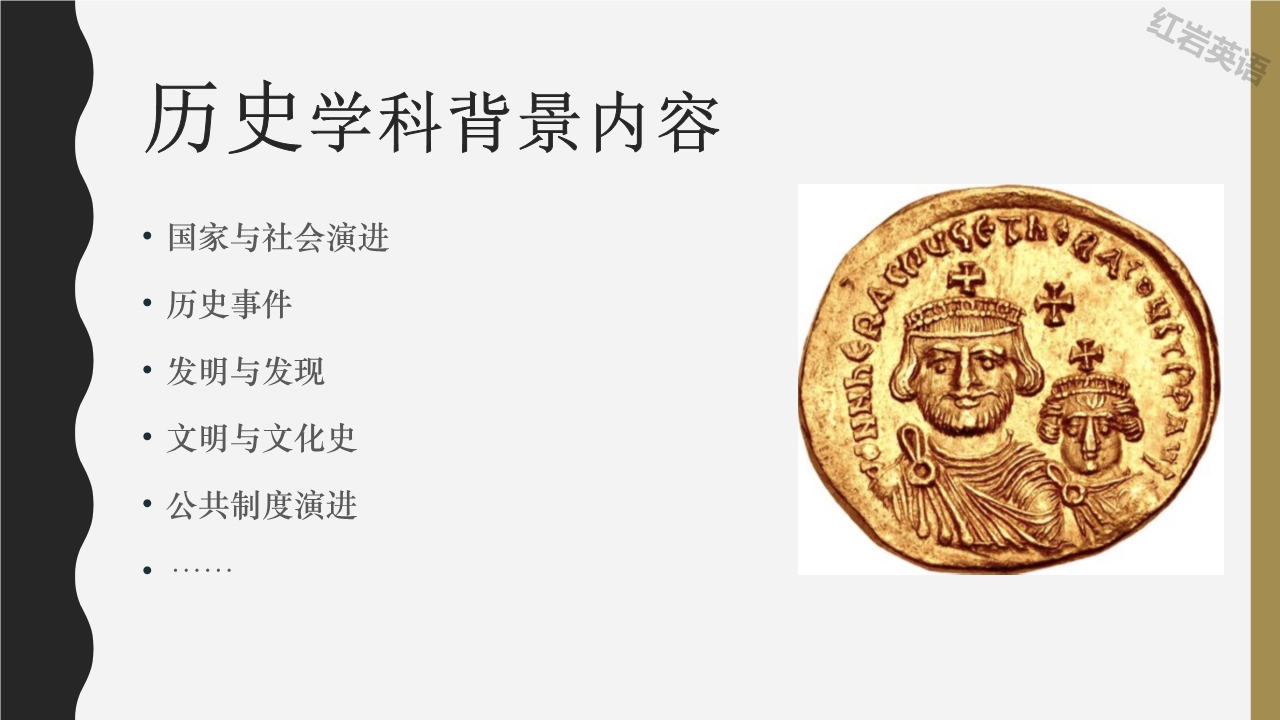 红岩英语
历史学科背景内容
• 国家与社会演进
• 历史事件
• 发明与发现
• 文明与文化史
• 公共制度演进
• ……